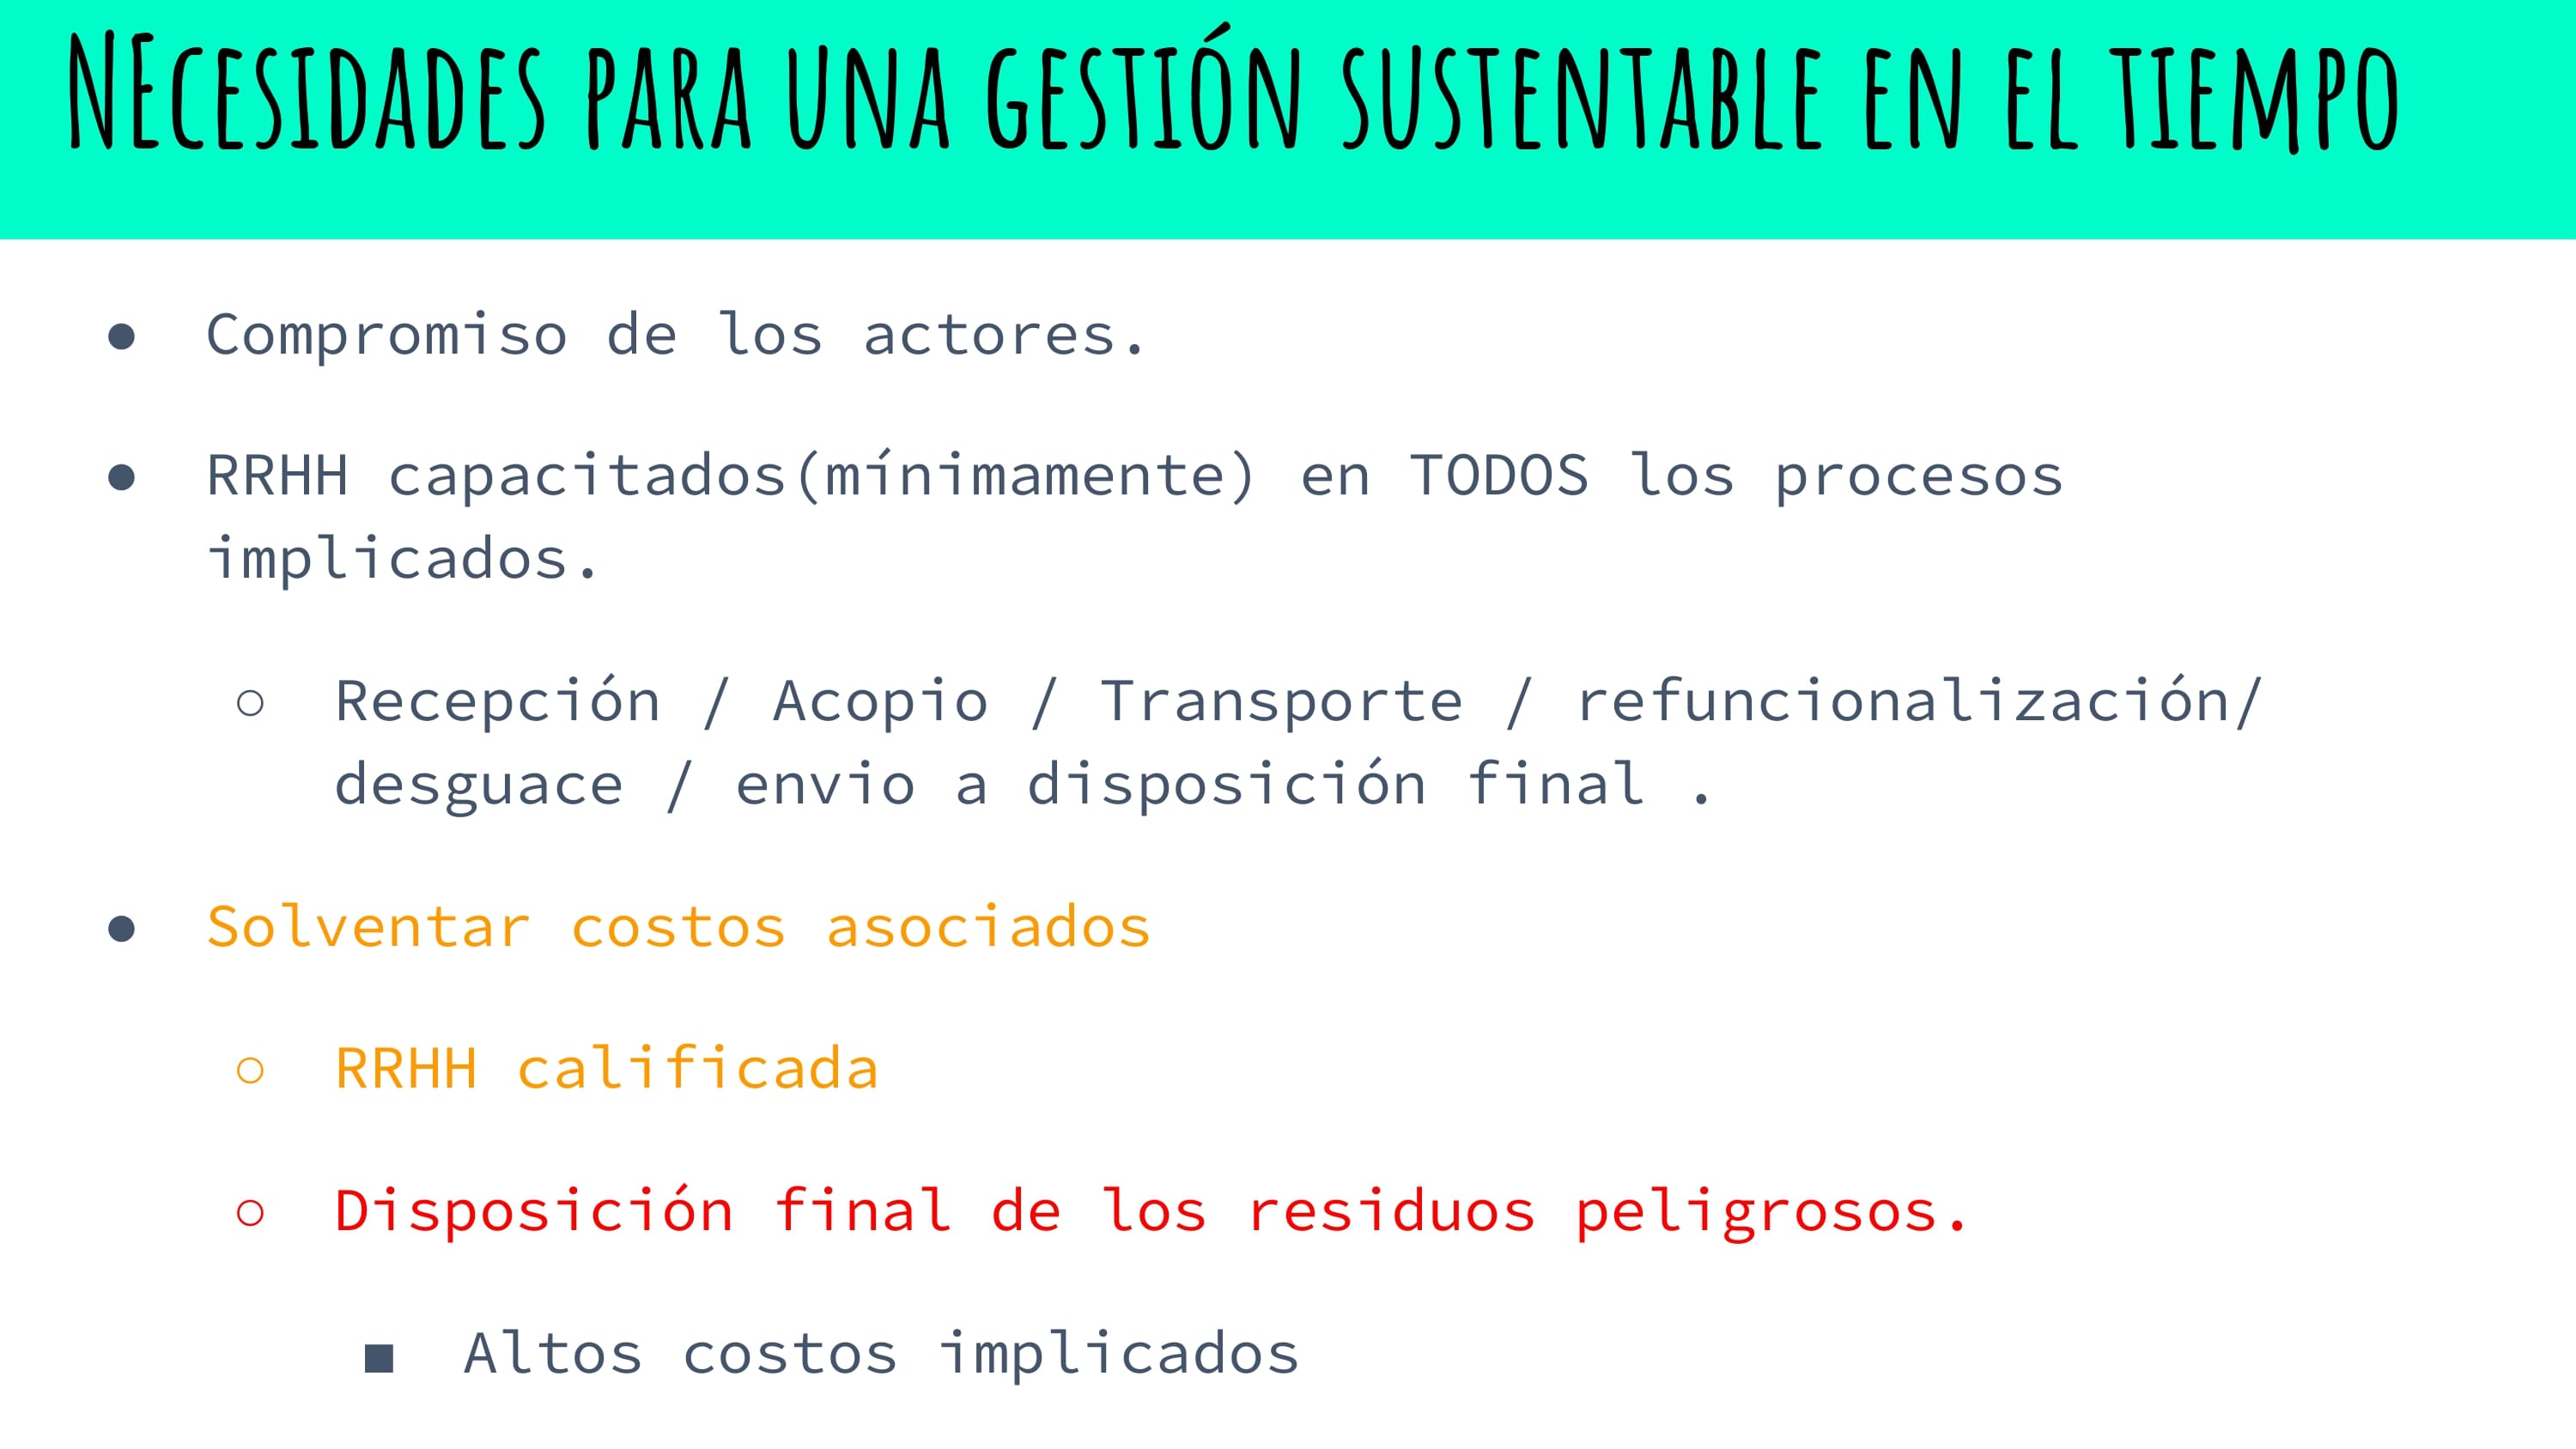 NEcesidades para una gestión sustentable en el tiempo
● Compromiso de los actores.
● RRHH capacitados(mínimamente) en TODOS los procesos
implicados.
○ Recepción / Acopio / Transporte / refuncionalización/
desguace / envio a disposición final .
● Solventar costos asociados
○ RRHH calificada
○ Disposición final de los residuos peligrosos.
■ Altos costos implicados